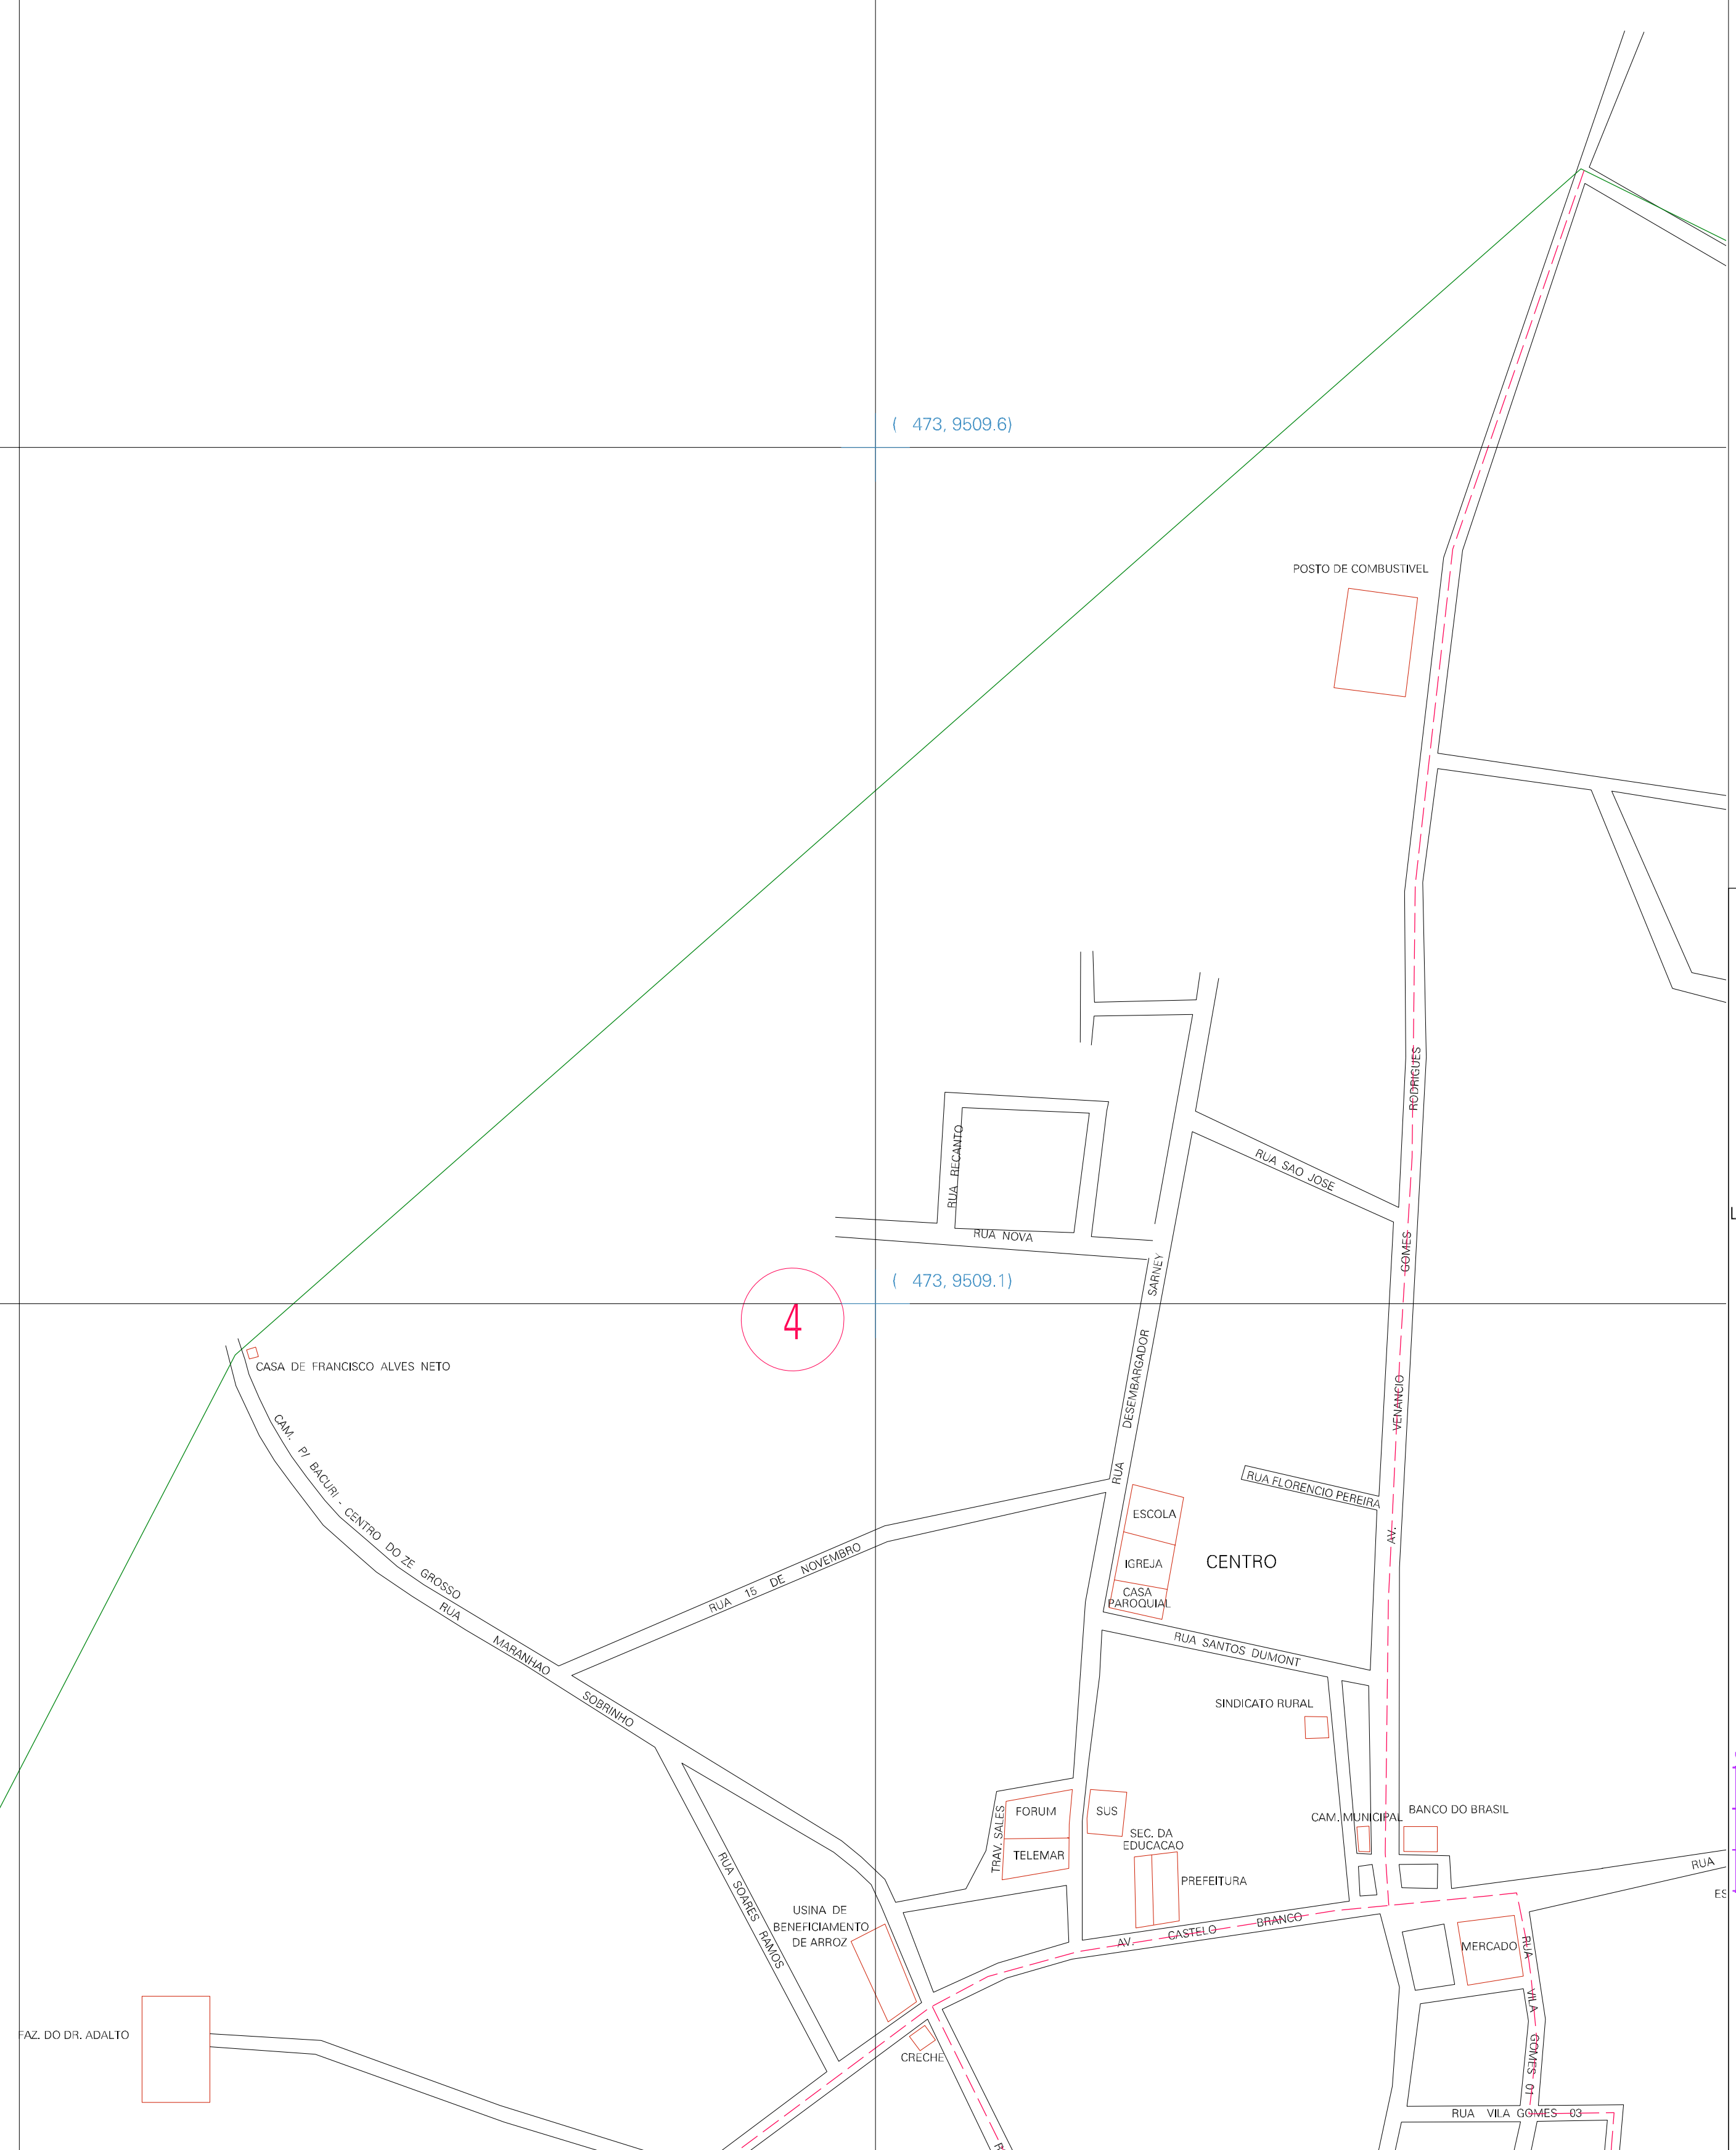 ( 473, 9509.6)
POSTO DE COMBUSTIVEL
RUA RECANTO
RUA NOVA
RUA SAO JOSE
AV. VENANCIO GOMES RODRIGUES
( 473, 9509.1)
4
RUA DESEMBARGADOR SARNEY
CASA DE FRANCISCO ALVES NETO
CAM. P/ BACURI - CENTRO DO ZE GROSSO
RUA MARANHAO SOBRINHO
RUA 15 DE NOVEMBRO
RUA FLORENCIO PEREIRA
ESCOLA
IGREJA
CASA
PAROQUIAL
CENTRO
RUA SANTOS DUMONT
SINDICATO RURAL
TRAV. SALES
FORUM
SUS
TELEMAR
SEC. DA
EDUCACAO
PREFEITURA
CAM. MUNICIPAL
BANCO DO BRASIL
RUA
ES
RUA SOARES RAMOS
USINA DE
BENEFICIAMENTO
DE ARROZ
AV. CASTELO BRANCO
MERCADO
RUA VILA GOMES 01
FAZ. DO DR. ADALTO
CRECHE
RUA VILA GOMES 03